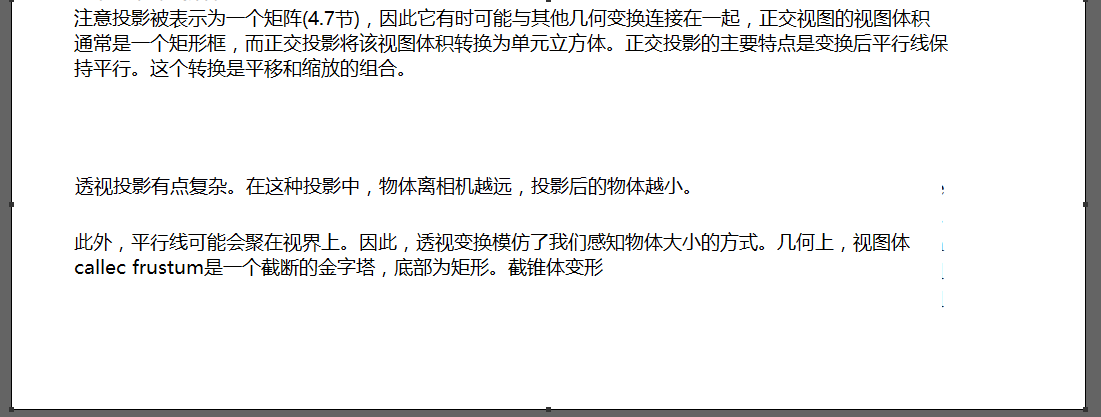 注意投影被表示为一个矩阵(4.7节)，因此它有时可能与其他几何变换连接在一起，正交视图的视图体积
通常是一个矩形框，而正交投影将该视图体积转换为单元立方体。正交投影的主要特点是变换后平行线保
持平行。这个转换是平移和缩放的组合。
透视投影有点复杂。在这种投影中，物体离相机越远，投影后的物体越小。
此外，平行线可能会聚在视界上。因此，透视变换模仿了我们感知物体大小的方式。几何上，视图体
callec frustum是一个截断的金字塔，底部为矩形。截锥体变形